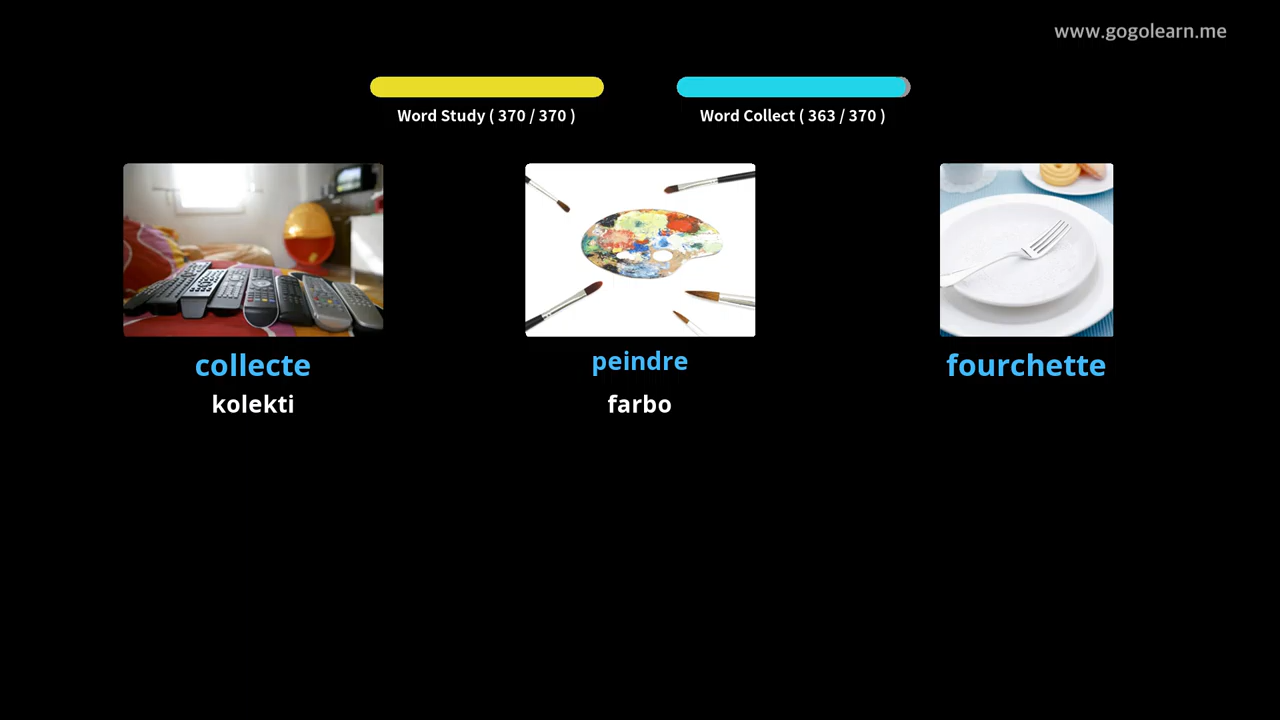 www.gogolearn.me
Word Study ( 370 / 370 )
Word Collect ( 363 / 370 )
collecte
peindre
fourchette
kolekti
farbo